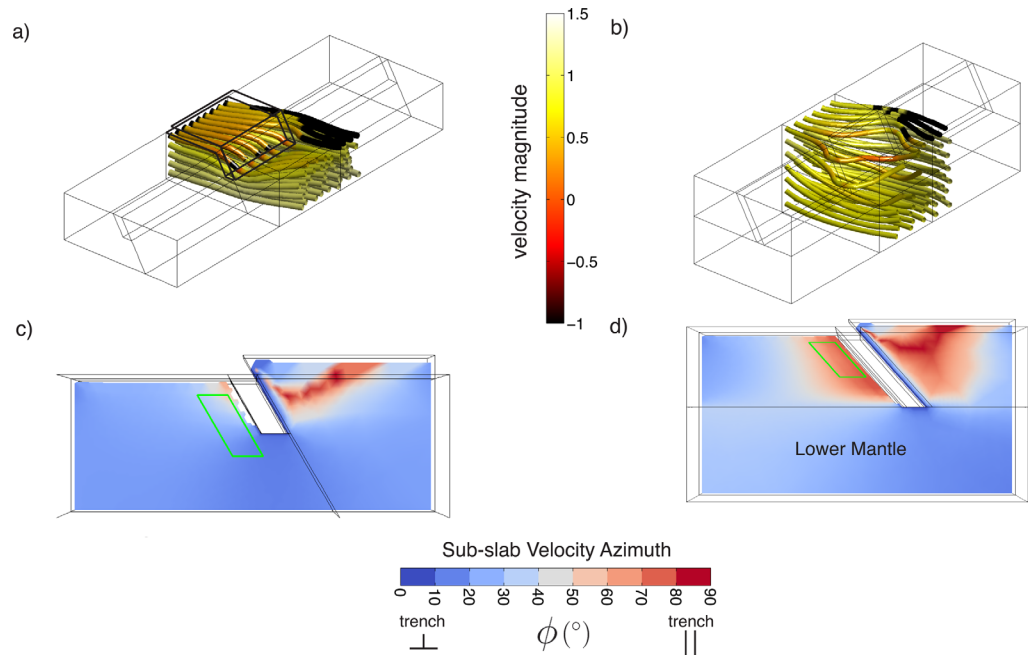 a)
b)
velocity magnitude
1.5
1
0.5
0
−0.5
−1
c)
d)
Lower Mantle
Sub-slab Velocity Azimuth
0 10 20 30 40 50 60 70 80 90
trench
ϕ(°)
trench